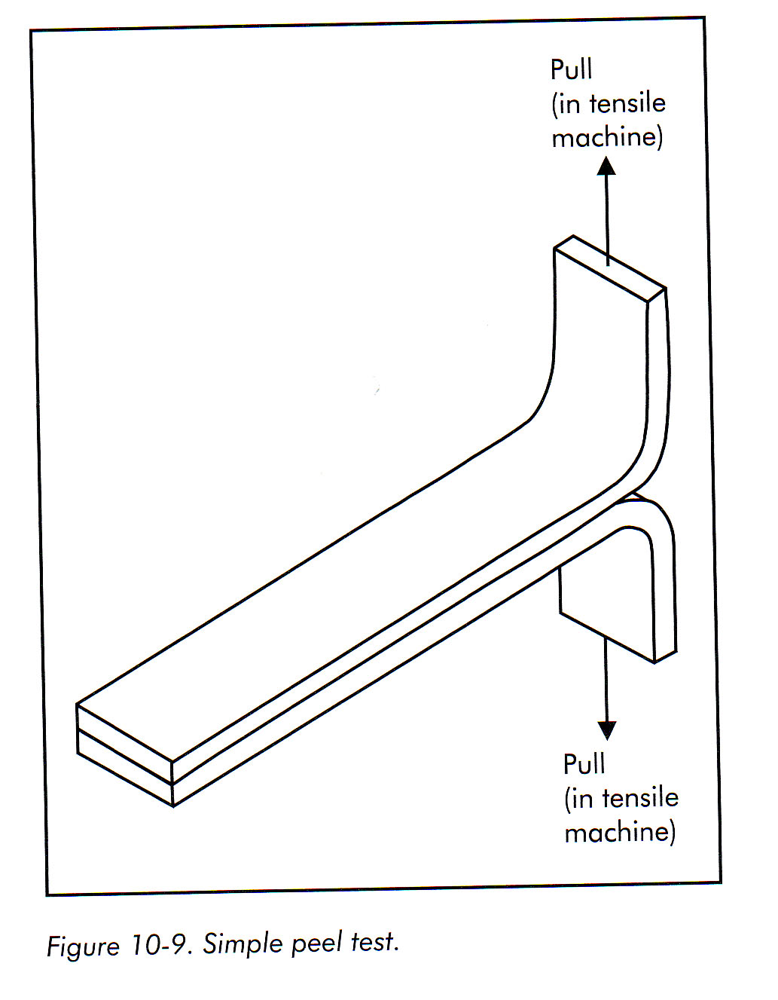 Pull
(in tensile
machine)
Pull
(in tensile
machine)
Figure 10-9. Simple peel test.